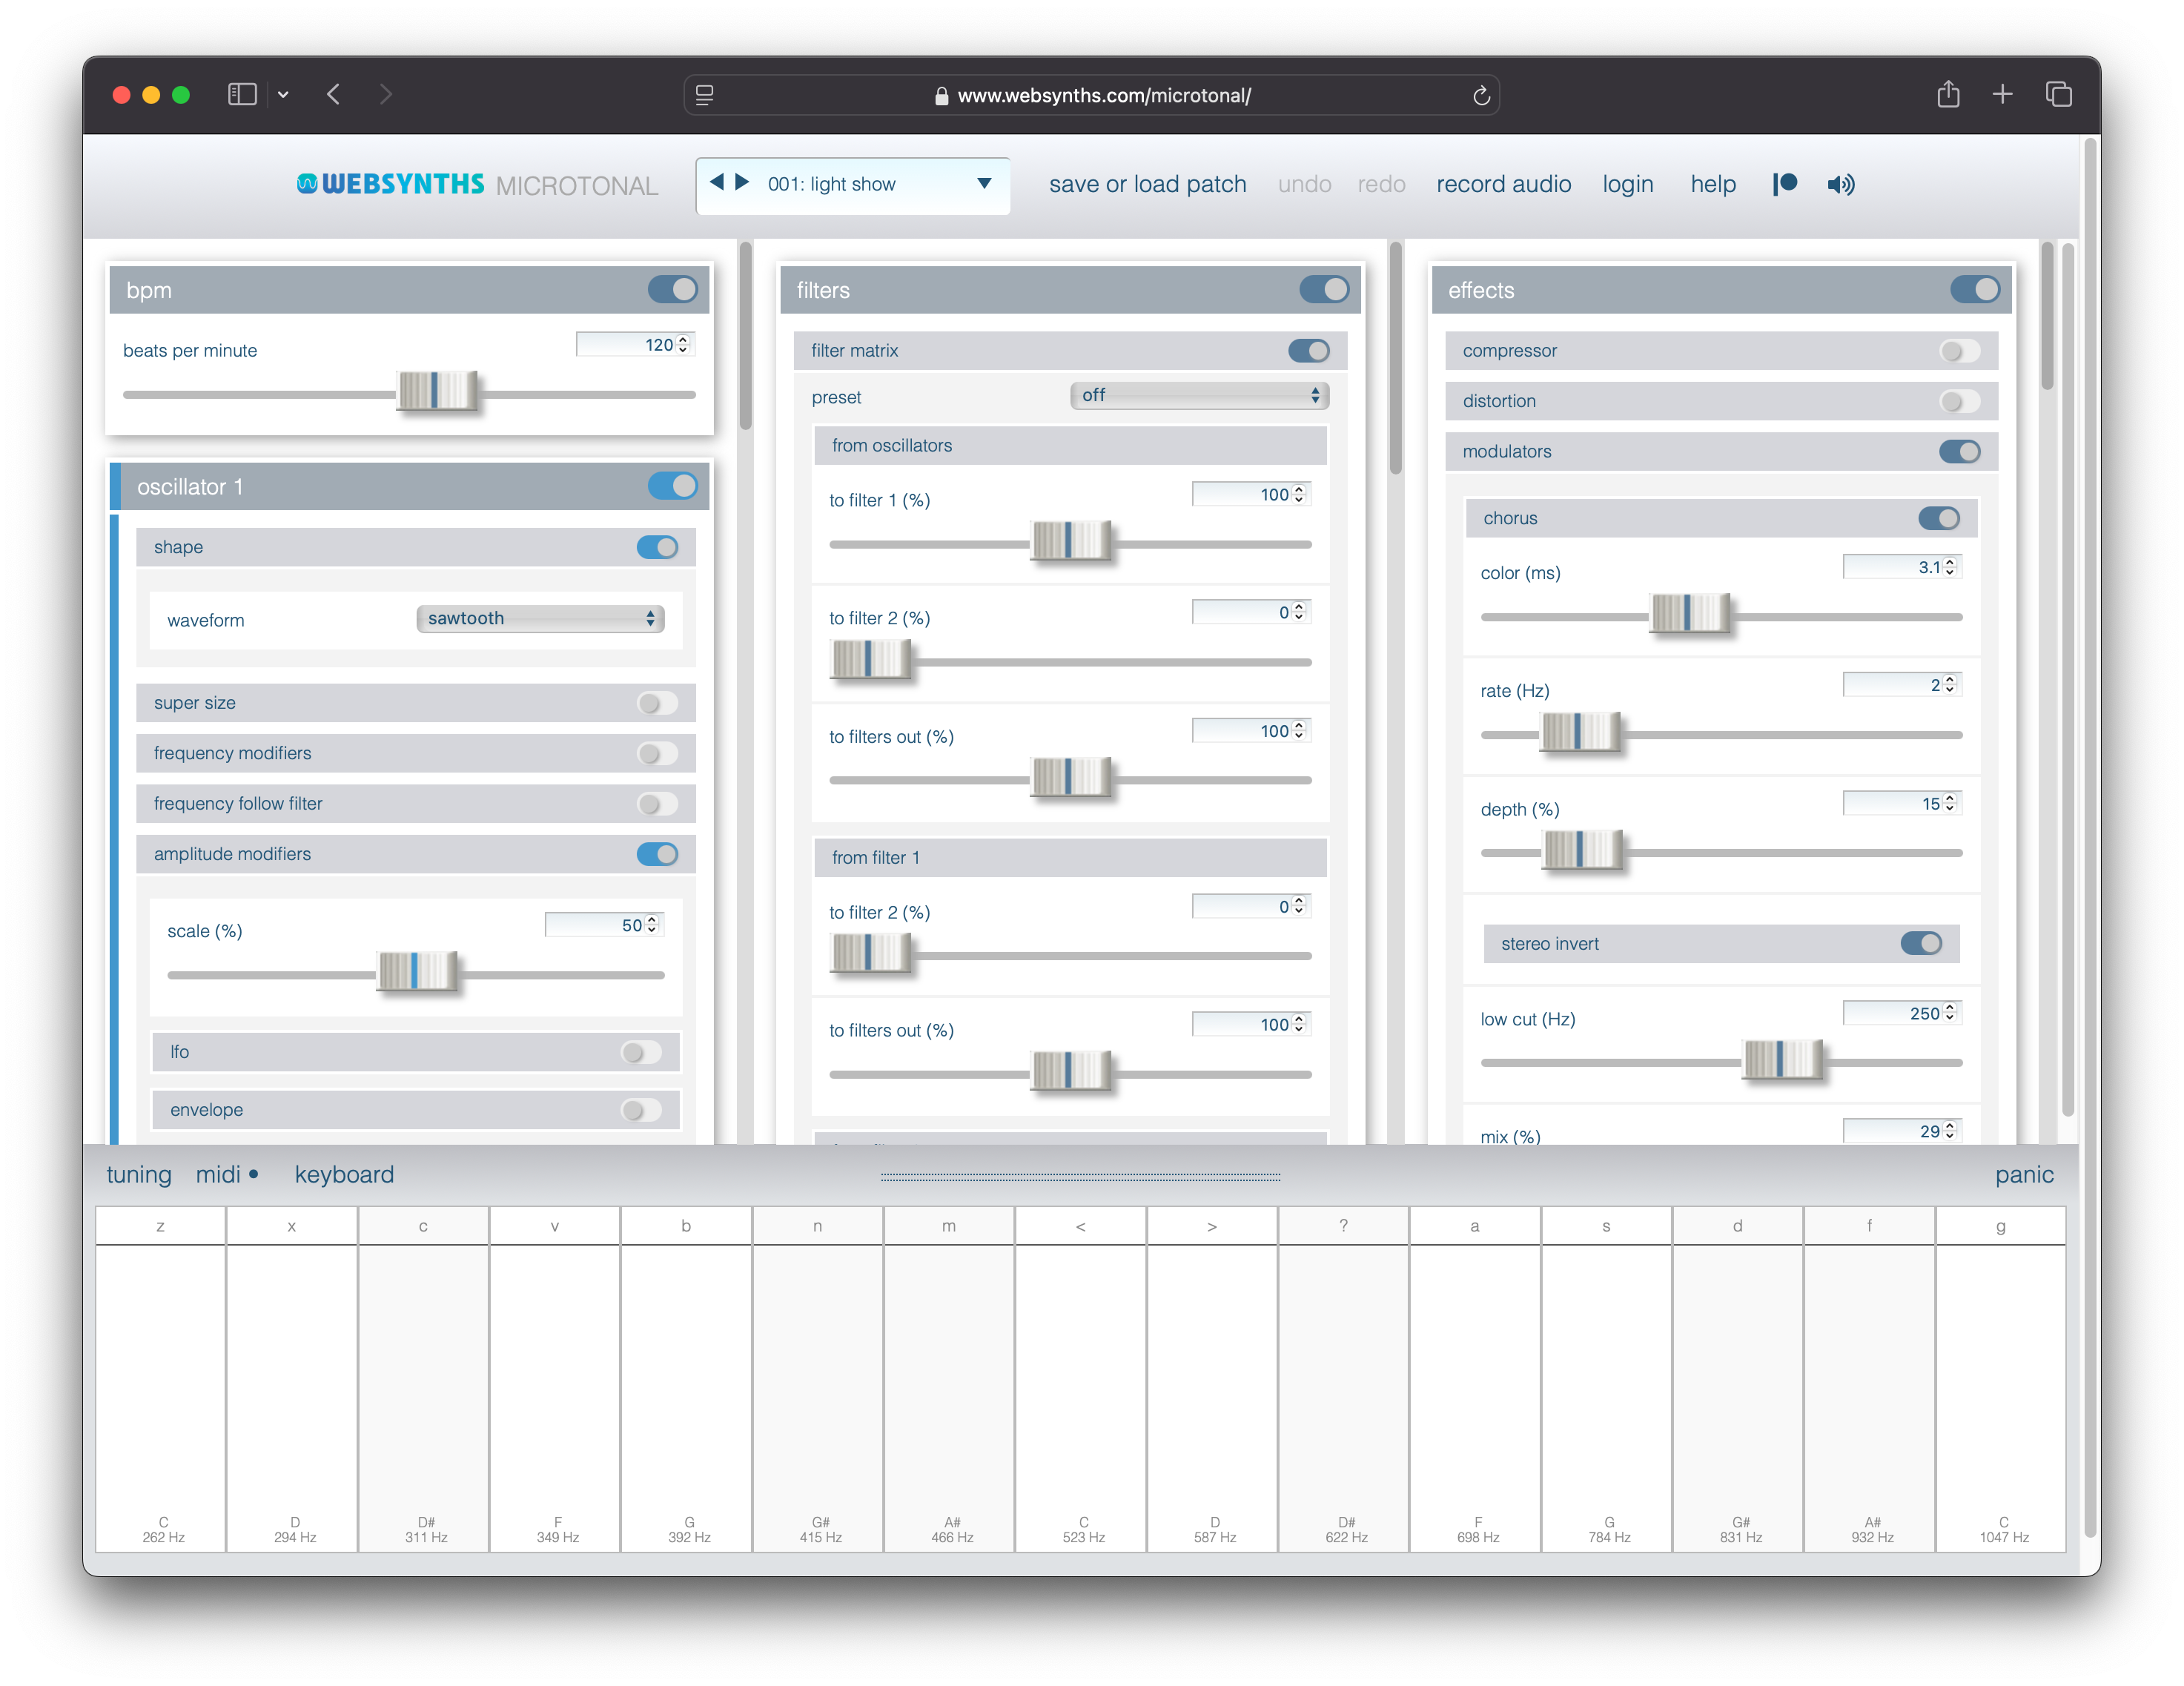 www.websynths.com/microtonal/
WEBSYNTHS MICROTONAL
001: light show
save or load patch
undo
redo
record audio
login
help
bpm
beats per minute
120
oscillator 1
shape
waveform
sawtooth
super size
frequency modifiers
frequency follow filter
amplitude modifiers
scale (%)
50
lfo
envelope
filters
filter matrix
preset
off
from oscillators
to filter 1 (%)
100
to filter 2 (%)
0
to filters out (%)
100
from filter 1
to filter 2 (%)
0
to filters out (%)
100
effects
compressor
distortion
modulators
chorus
color (ms)
3.1
rate (Hz)
2
depth (%)
15
stereo invert
low cut (Hz)
250
mix (%)
29
tuning
midi •
keyboard
panic
z
x
c
v
b
n
m
<
>
?
a
s
d
f
g
C
262 Hz
D
294 Hz
D#
311 Hz
F
349 Hz
G
392 Hz
G#
415 Hz
A#
466 Hz
C
523 Hz
D
587 Hz
D#
622 Hz
F
698 Hz
G
784 Hz
G#
831 Hz
A#
932 Hz
C
1047 Hz